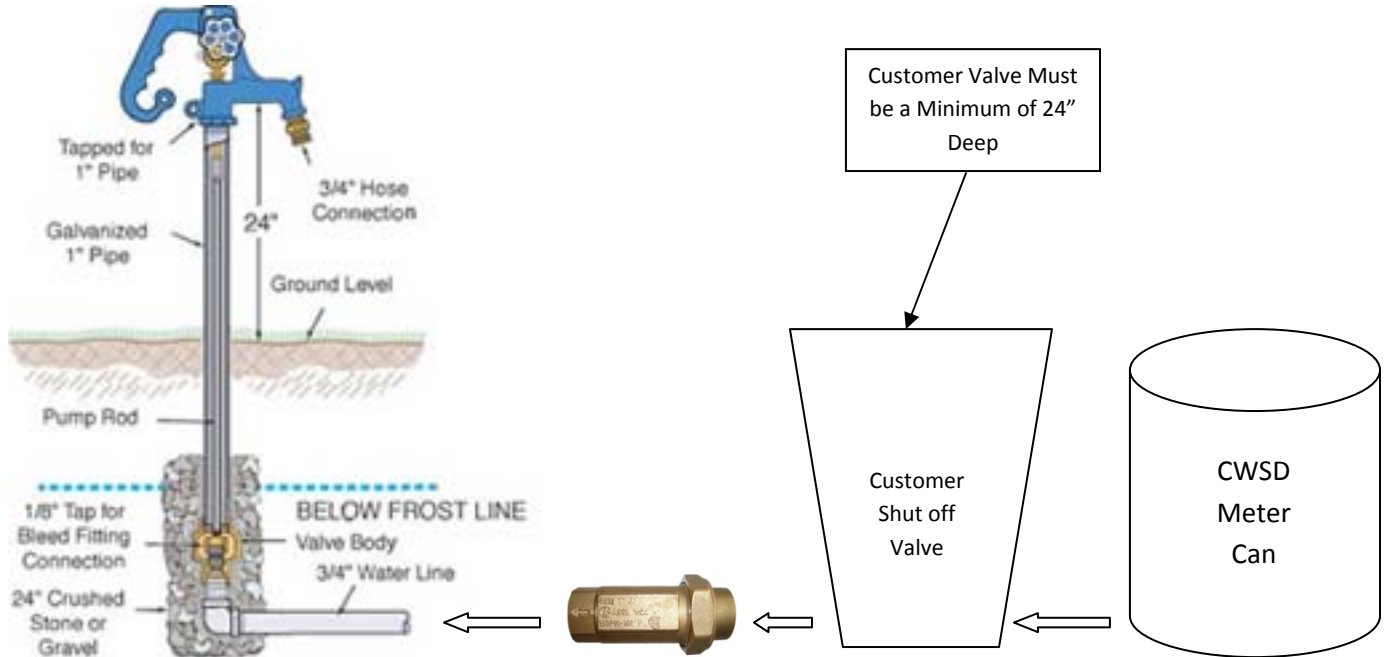 Customer Valve Must
be a Minimum of 24”
Deep
Tapped for
1" Pipe
3/4" Hose
Connection
24"
Galvanized
1" Pipe
Ground Level
Pump Rod
BELOW FROST LINE
1/8" Tap for
Bleed Fitting
Connection
Valve Body
3/4" Water Line
24" Crushed
Stone or
Gravel
Customer
Shut off
Valve
CWSD
Meter
Can